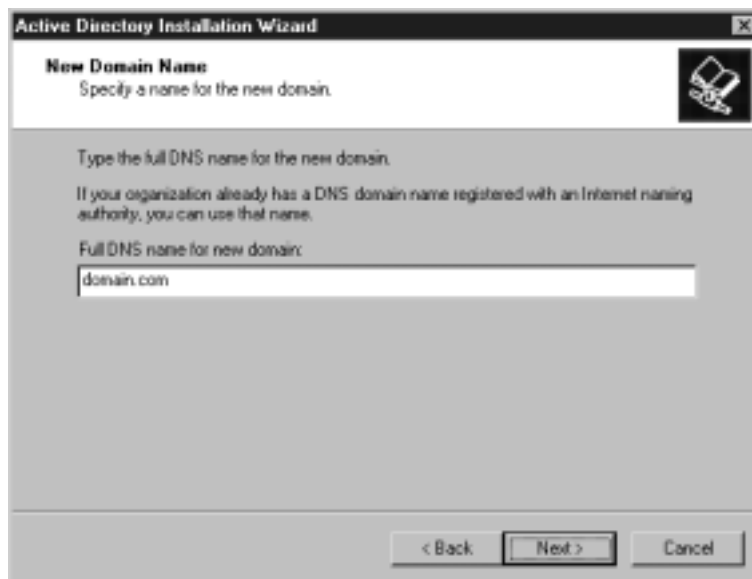 Active Directory Installation Wizard
New Domain Name
Specify a name for the new domain.
Type the full DNS name for the new domain.
If your organization already has a DNS domain name registered with an Internet naming
authority, you can use that name.
Full DNS name for new domain:
domain.com
< Back
Next >
Cancel